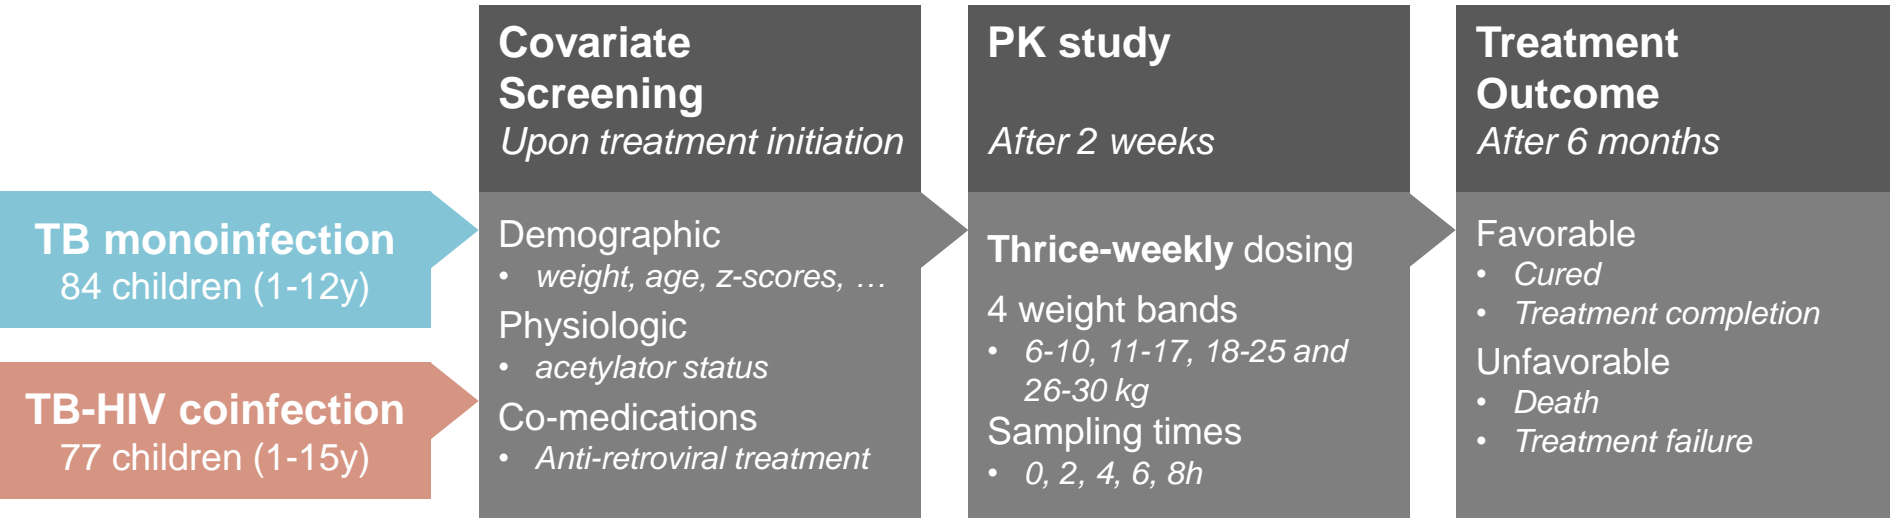 TB monoinfection
84 children (1-12y)
TB-HIV coinfection
77 children (1-15y)
Covariate
Screening
Upon treatment initiation
Demographic
• weight, age, z-scores, …
Physiologic
• acetylator status
Co-medications
• Anti-retroviral treatment
PK study
After 2 weeks
Thrice-weekly dosing
4 weight bands
• 6-10, 11-17, 18-25 and
26-30 kg
Sampling times
• 0, 2, 4, 6, 8h
Treatment
Outcome
After 6 months
Favorable
• Cured
• Treatment completion
Unfavorable
• Death
• Treatment failure